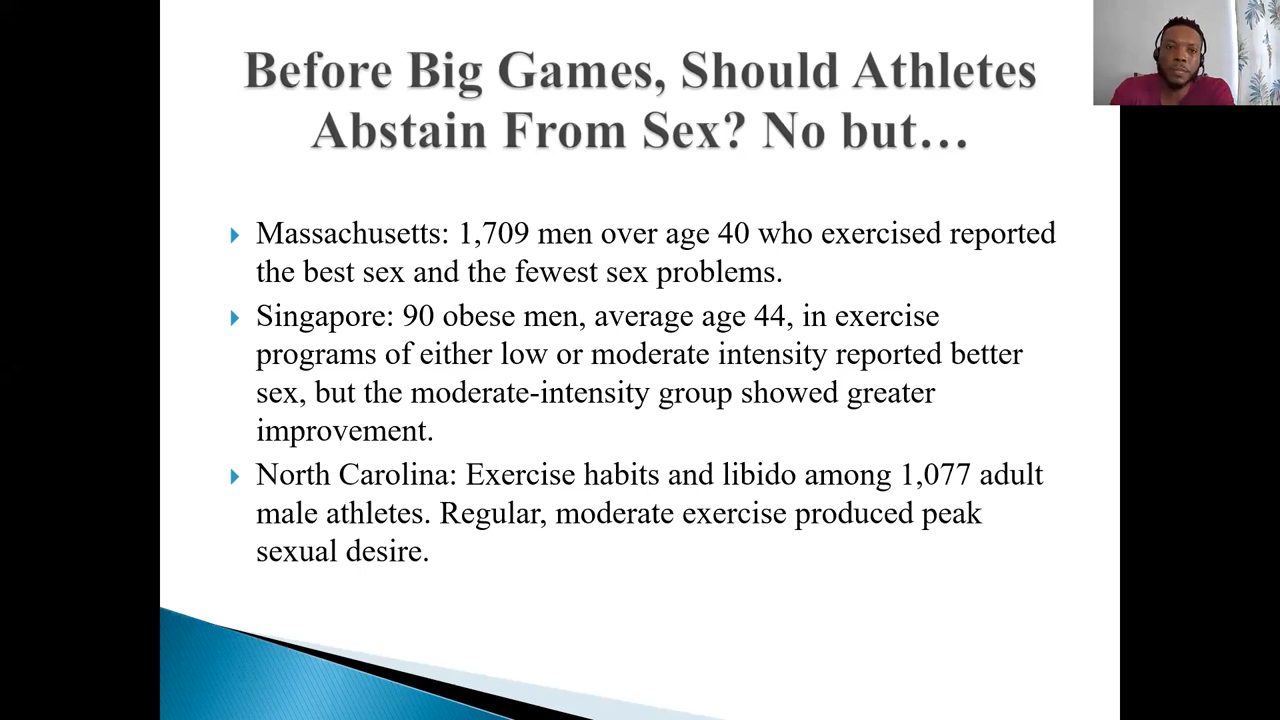 Before Big Games, Should Athletes
Abstain From Sex? No but…
Massachusetts: 1,709 men over age 40 who exercised reported
the best sex and the fewest sex problems.
Singapore: 90 obese men, average age 44, in exercise
programs of either low or moderate intensity reported better
sex, but the moderate-intensity group showed greater
improvement.
North Carolina: Exercise habits and libido among 1,077 adult
male athletes. Regular, moderate exercise produced peak
sexual desire.